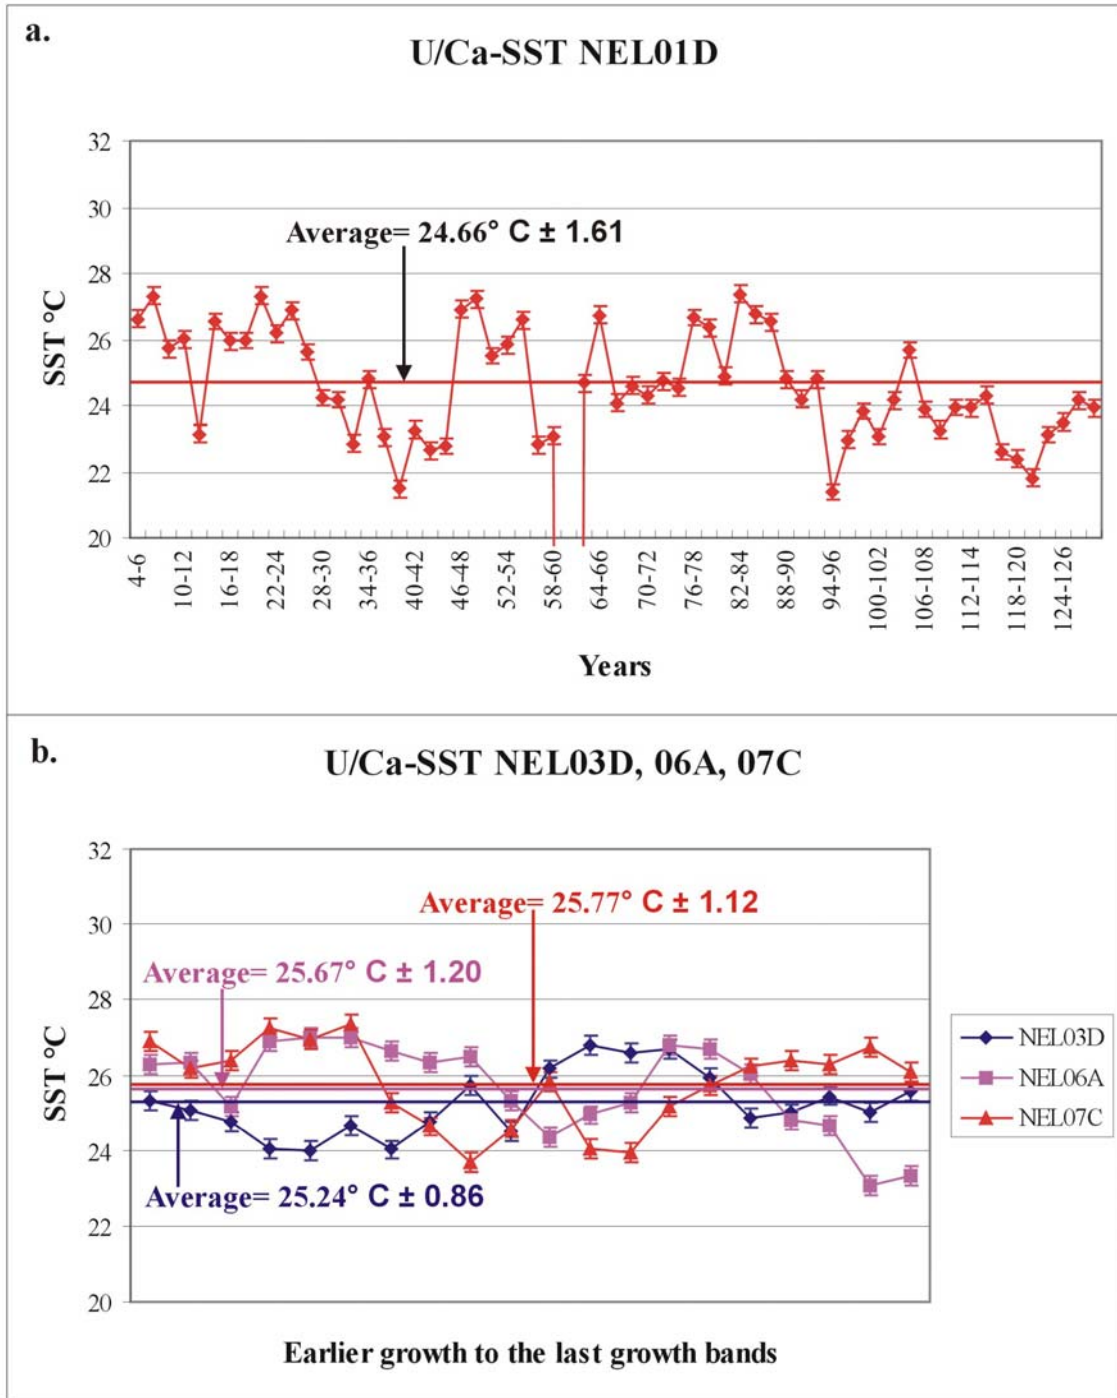 a.
U/Ca-SST NEL01D
32
30
Average= 24.66° C ± 1.61
28
26
24
22
20
SST °C
4-6
10-12
16-18
22-24
28-30
34-36
40-42
46-48
52-54
58-60
64-66
70-72
76-78
82-84
88-90
94-96
100-102
106-108
112-114
118-120
124-126
Years
b.
U/Ca-SST NEL03D, 06A, 07C
32
30
Average= 25.77° C ± 1.12
Average= 25.67° C ± 1.20
28
26
24
22
20
SST °C
Average= 25.24° C ± 0.86
NEL03D
NEL06A
NEL07C
Earlier growth to the last growth bands